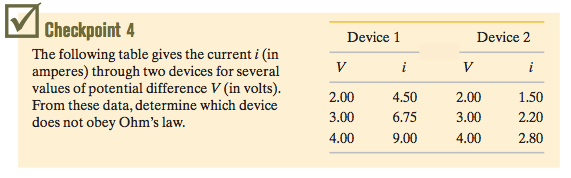 Checkpoint 4
The following table gives the current i (in
amperes) through two devices for several
values of potential difference V (in volts).
From these data, determine which device
does not obey Ohm's law.
Device 1 Device 2
V i V i
2.00 4.50 2.00 1.50
3.00 6.75 3.00 2.20
4.00 9.00 4.00 2.80